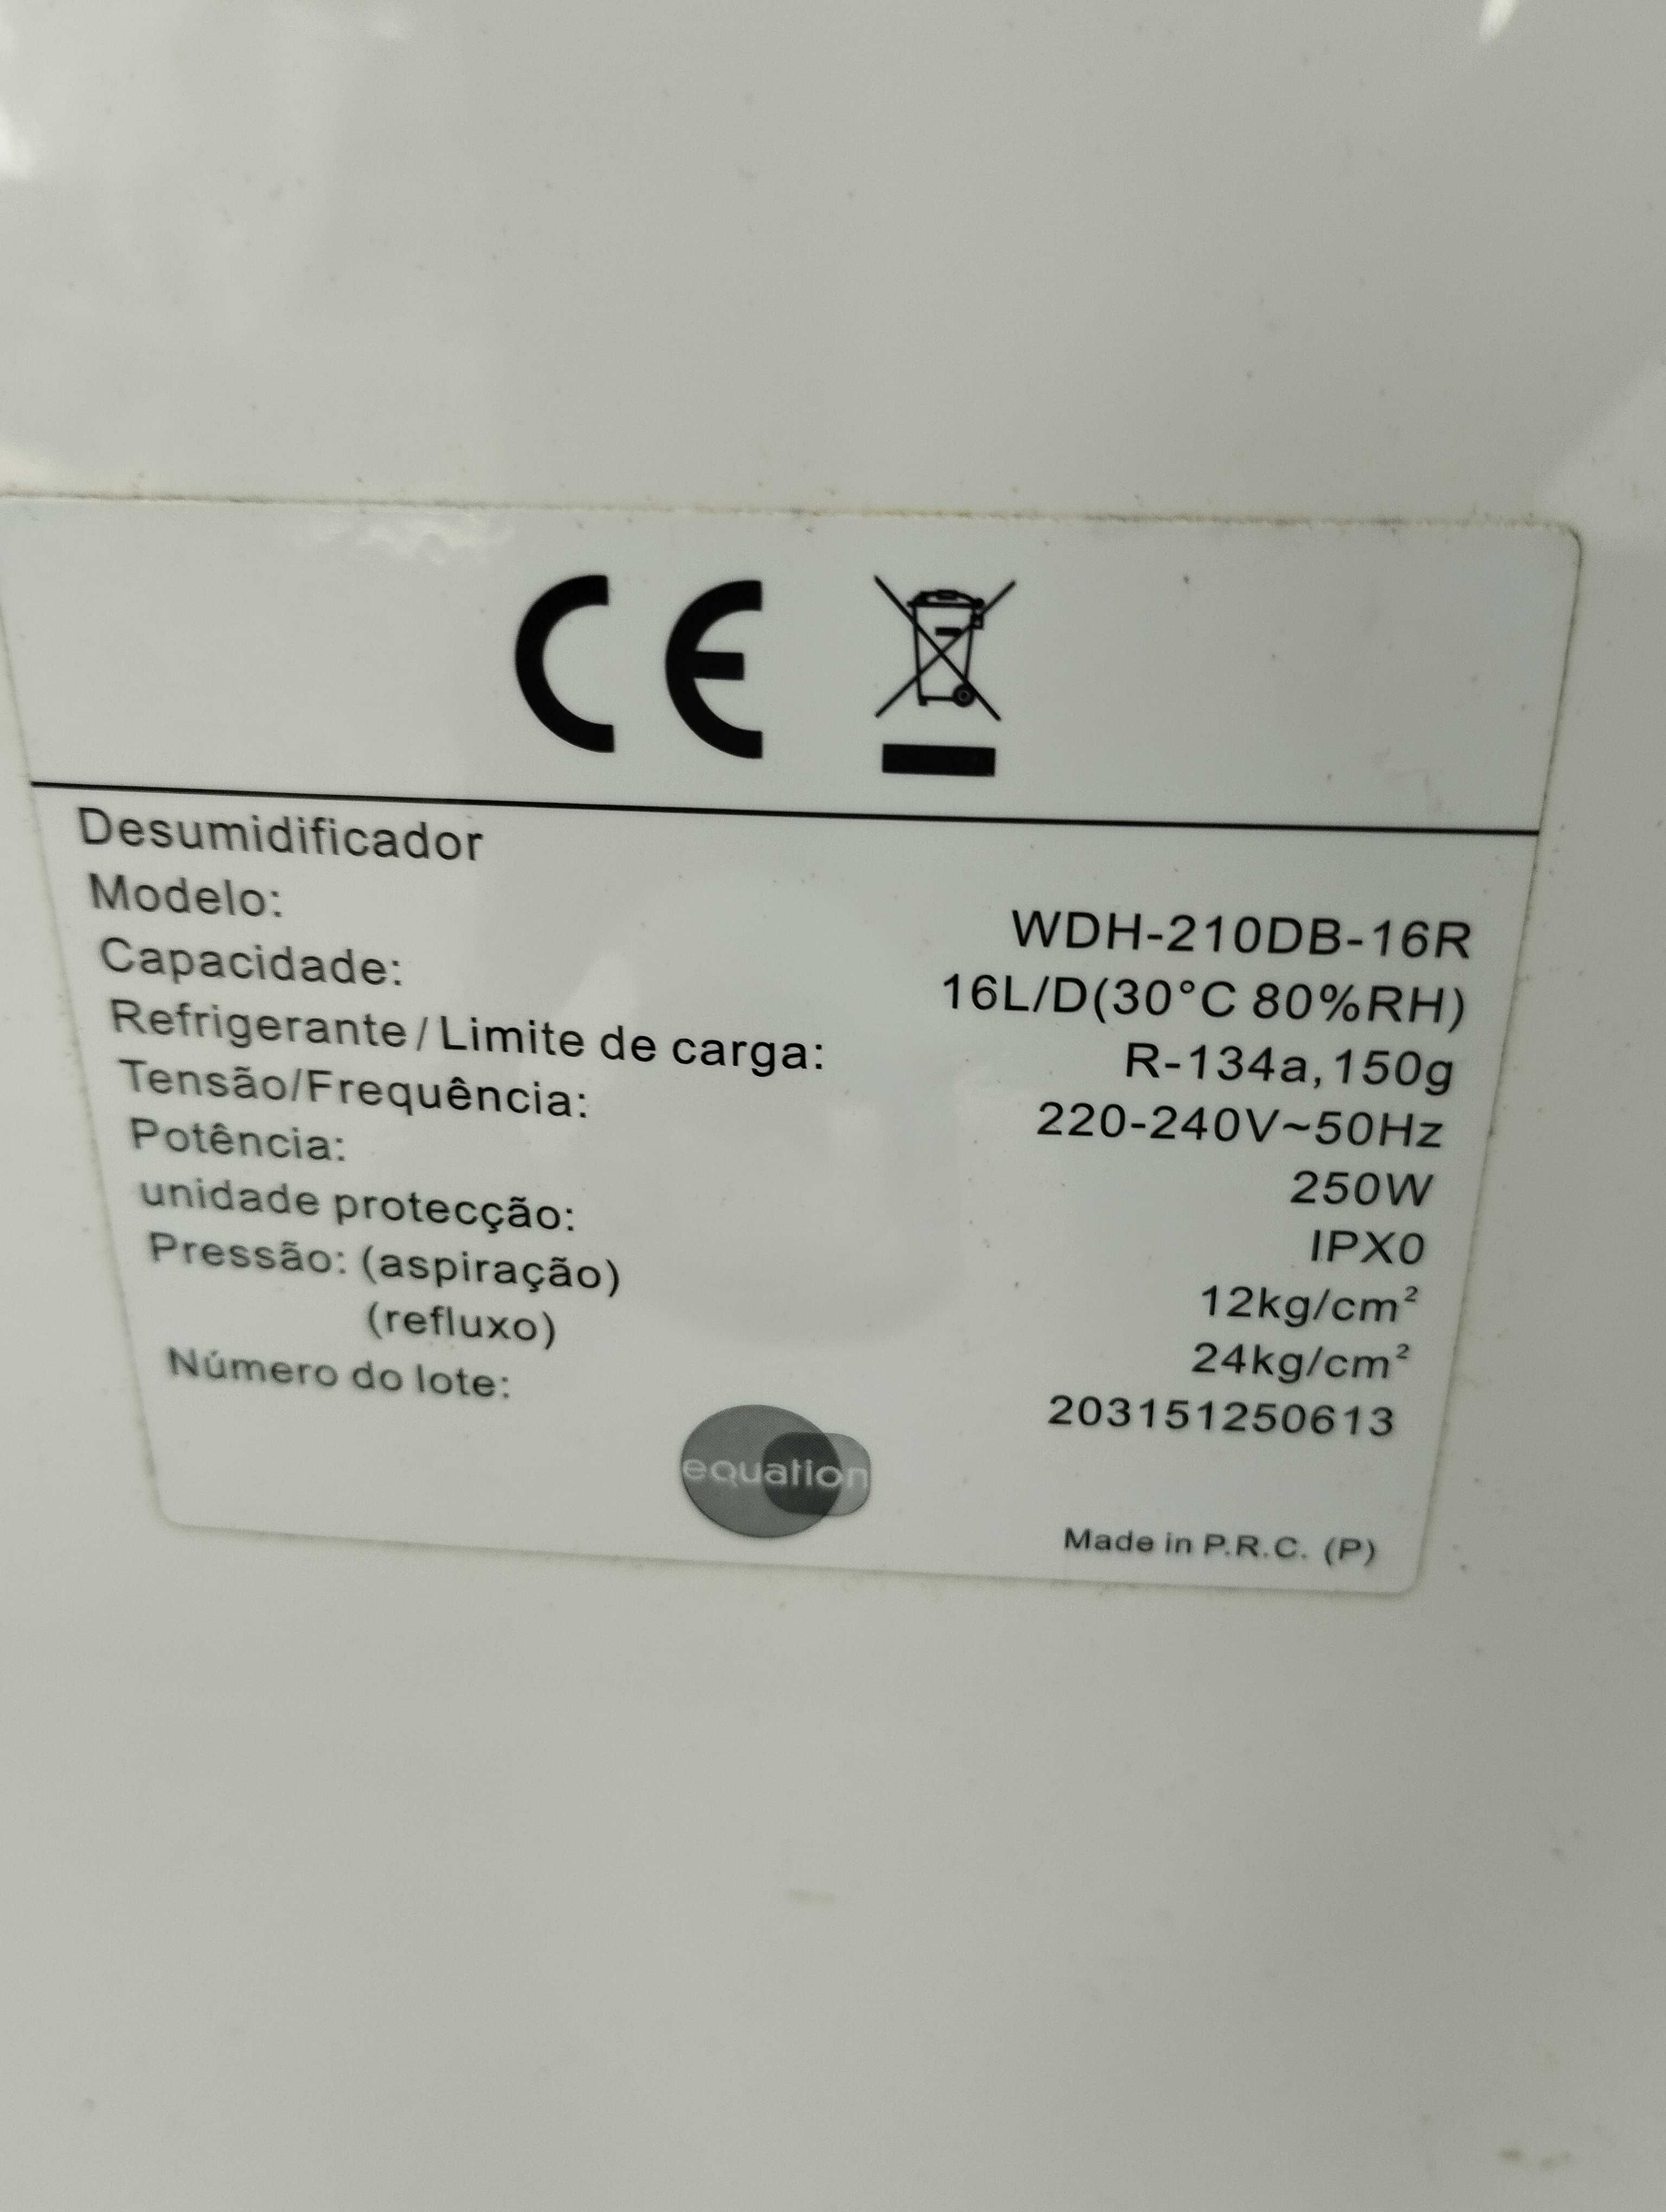 CE
Desumidificador
Modelo: WDH-210DB-16R
Capacidade: 16L/D(30°C 80%RH)
Refrigerante/Limite de carga: R-134a,150g
Tensão/Frequência: 220-240V~50Hz
Potência: 250W
unidade protecção: IPX0
Pressão: (aspiração) 12kg/cm²
(refluxo) 24kg/cm²
Número do lote: 203151250613
equation
Made in P.R.C. (P)